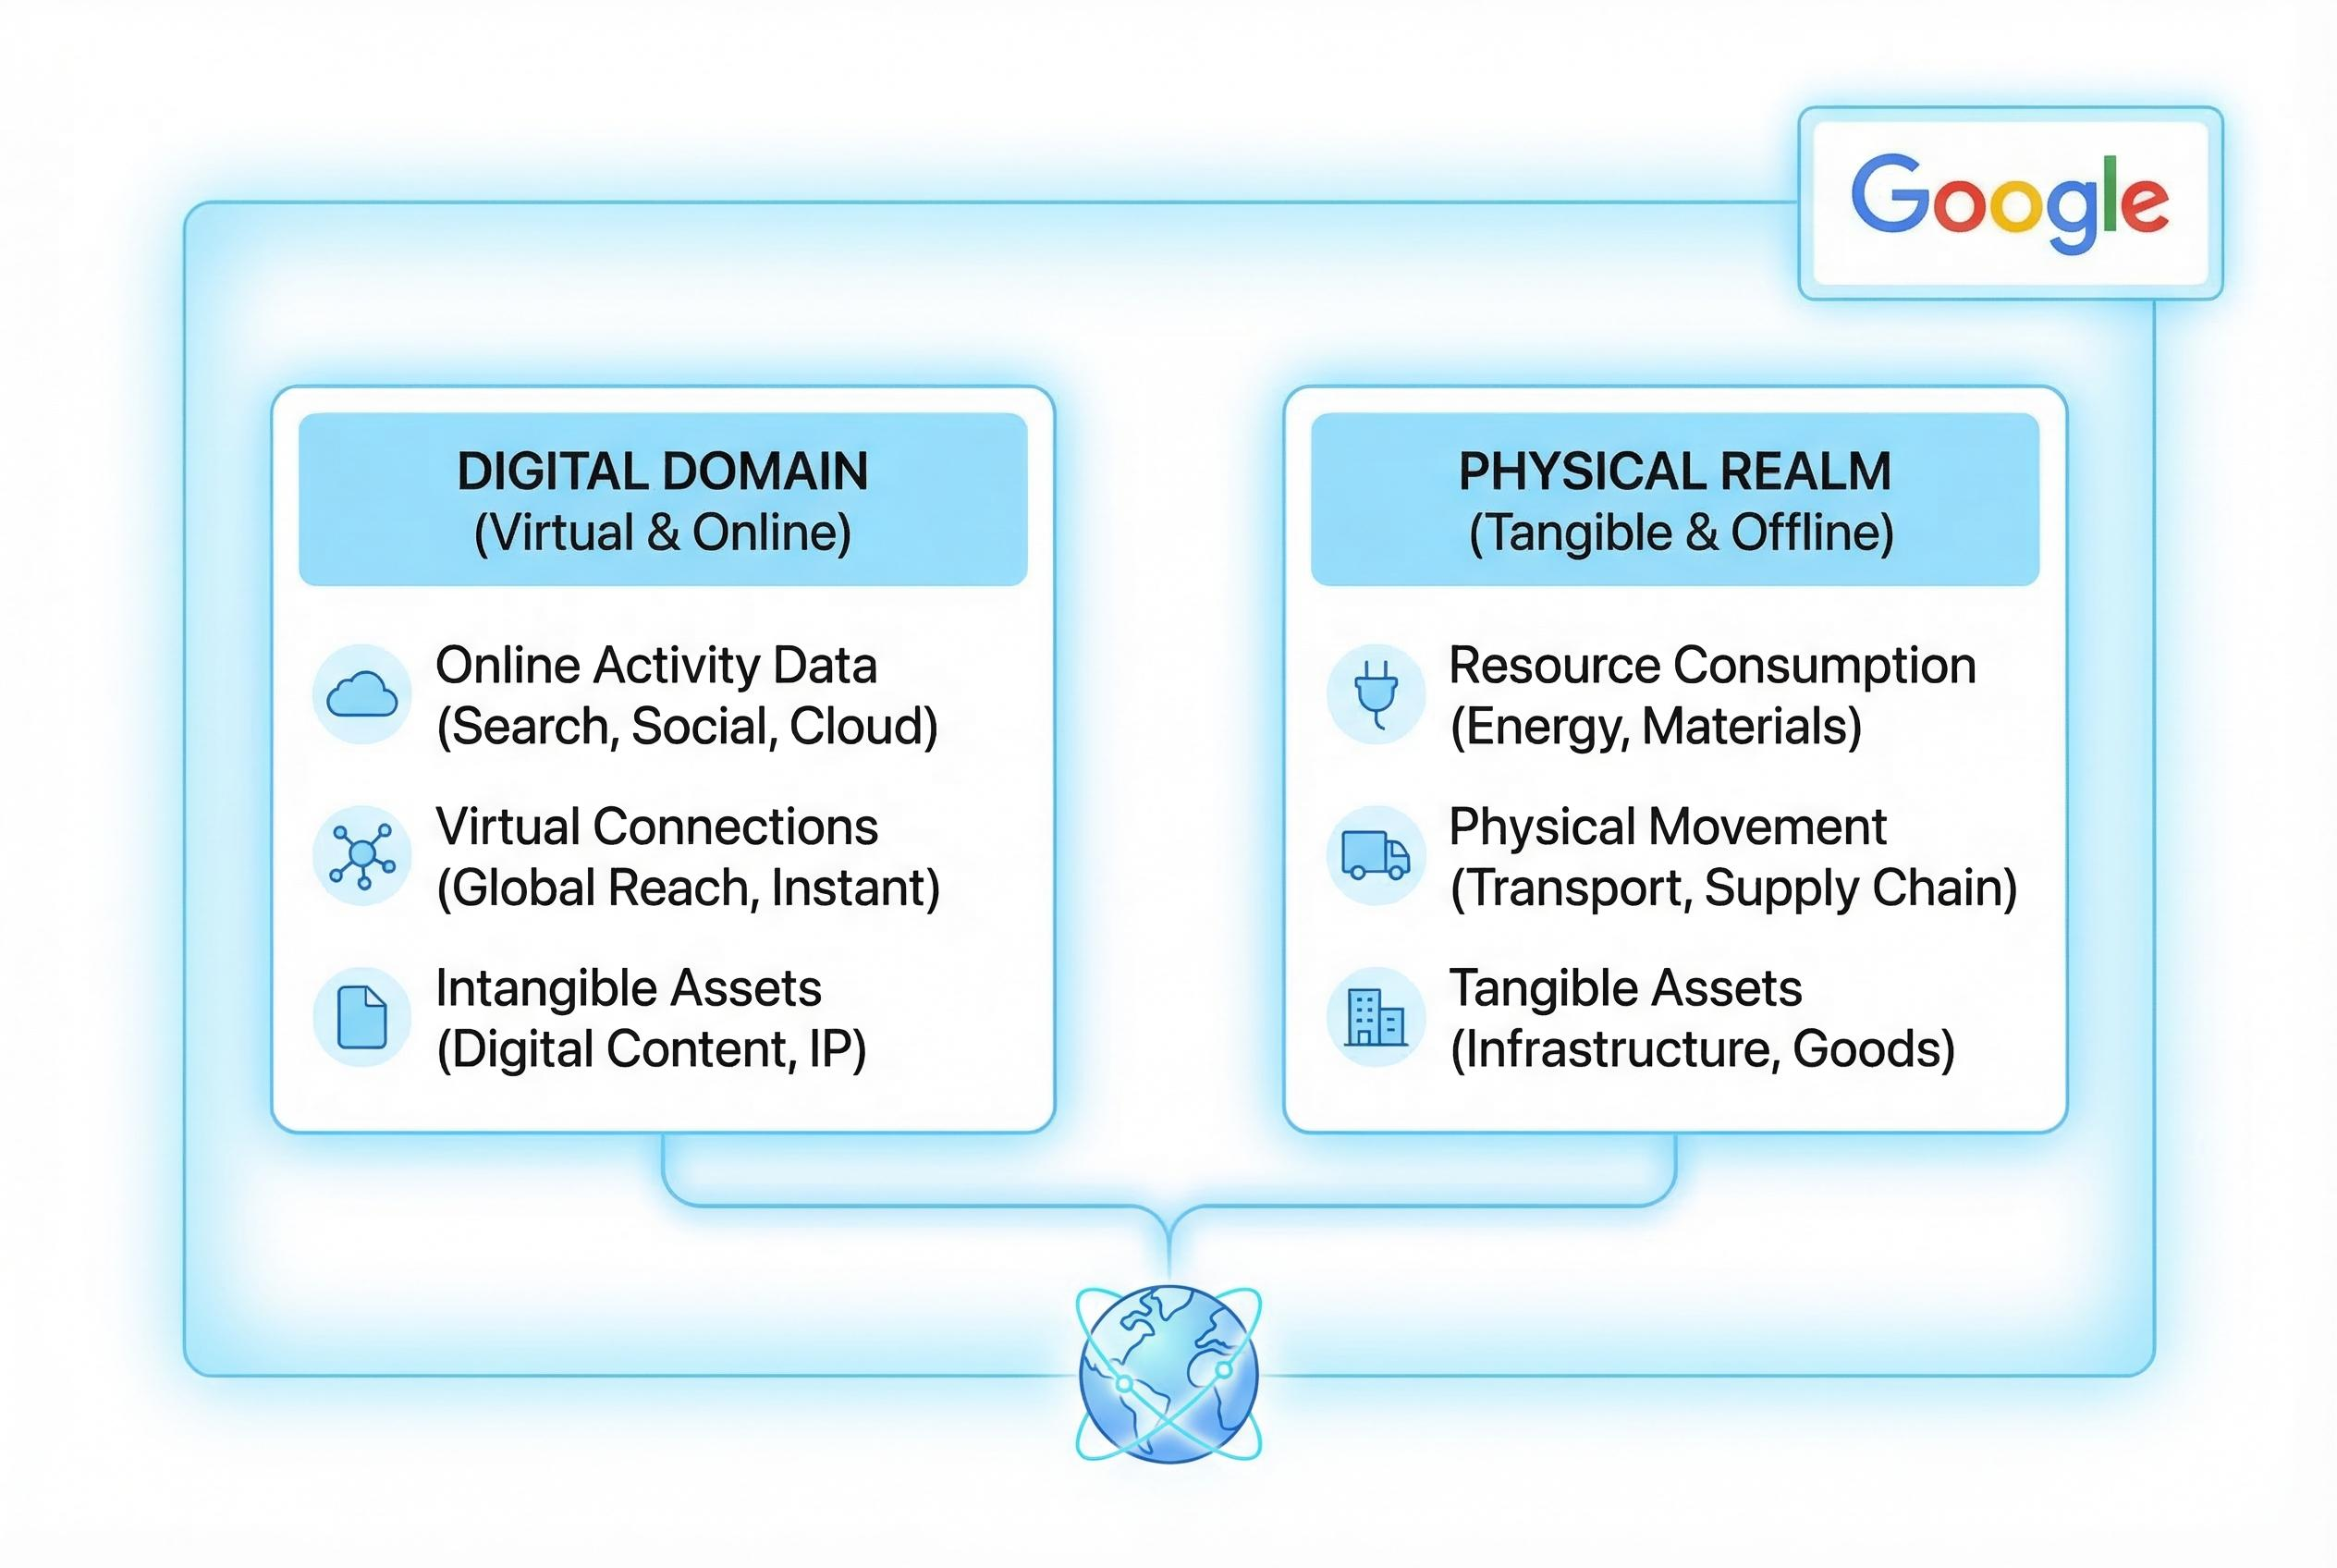 Google
DIGITAL DOMAIN
(Virtual & Online)
Online Activity Data
(Search, Social, Cloud)
Virtual Connections
(Global Reach, Instant)
Intangible Assets
(Digital Content, IP)
PHYSICAL REALM
(Tangible & Offline)
Resource Consumption
(Energy, Materials)
Physical Movement
(Transport, Supply Chain)
Tangible Assets
(Infrastructure, Goods)